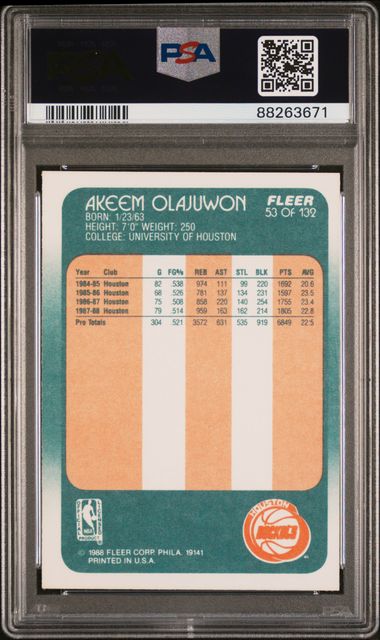 PSA
88263671
AKEEM OLAJUWON
FLEER
BORN: 1/23/63
53 OF 132
HEIGHT: 7'0" WEIGHT: 250
COLLEGE: UNIVERSITY OF HOUSTON
Year Club G FG% REB AST STL BLK PTS AVG
1984-85 Houston 82 .538 974 111 99 220 1692 20.6
1985-86 Houston 68 .526 781 137 134 231 1597 23.5
1986-87 Houston 75 .508 858 220 140 254 1755 23.4
1987-88 Houston 79 .514 959 163 162 214 1805 22.8
Pro Totals 304 .521 3572 631 535 919 6849 22.5
NBA
PRODUCT
HOUSTON
ROCKETS
© 1988 FLEER CORP. PHILA. 19141
PRINTED IN U.S.A.